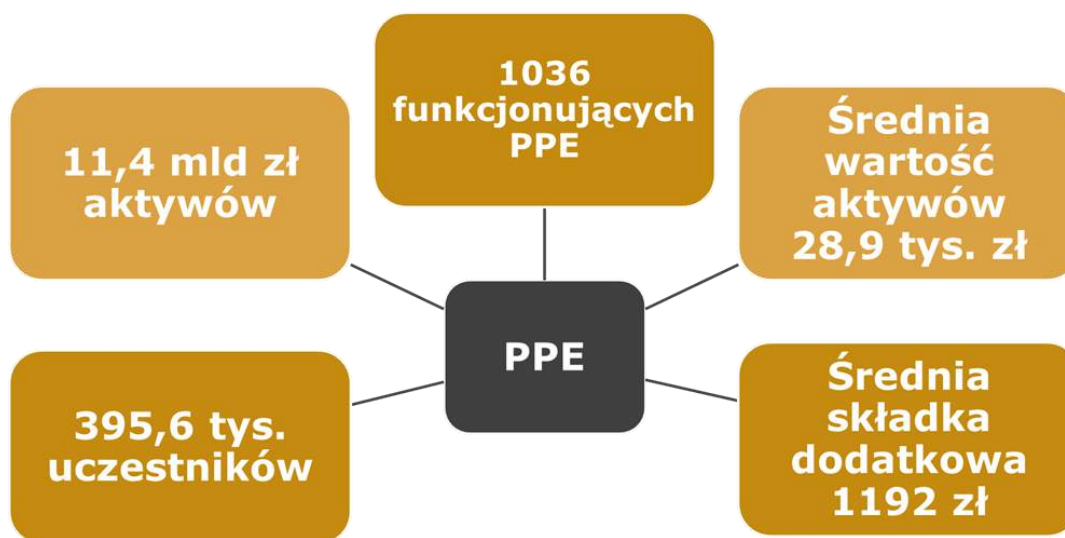 1036
funkcjonujących
PPE
11,4 mld zł
aktywów
Średnia
wartość
aktywów
28,9 tys. zł
PPE
395,6 tys.
uczestników
Średnia
składka
dodatkowa
1192 zł